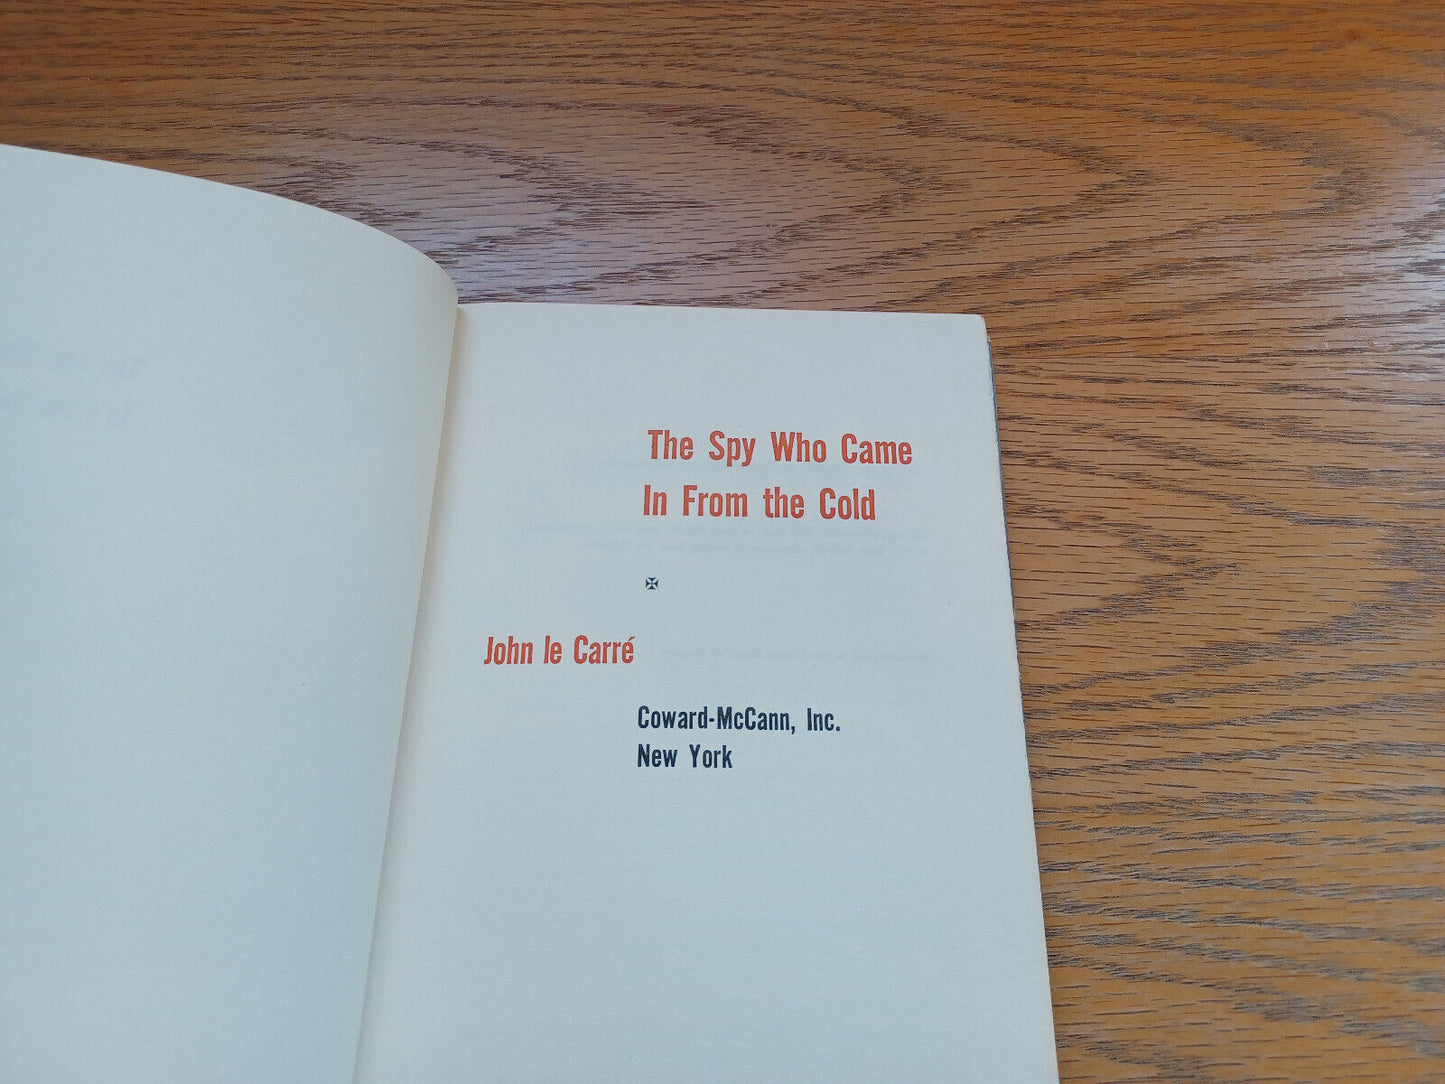 The Spy Who Came
In From the Cold
John le Carré
Coward-McCann, Inc.
New York